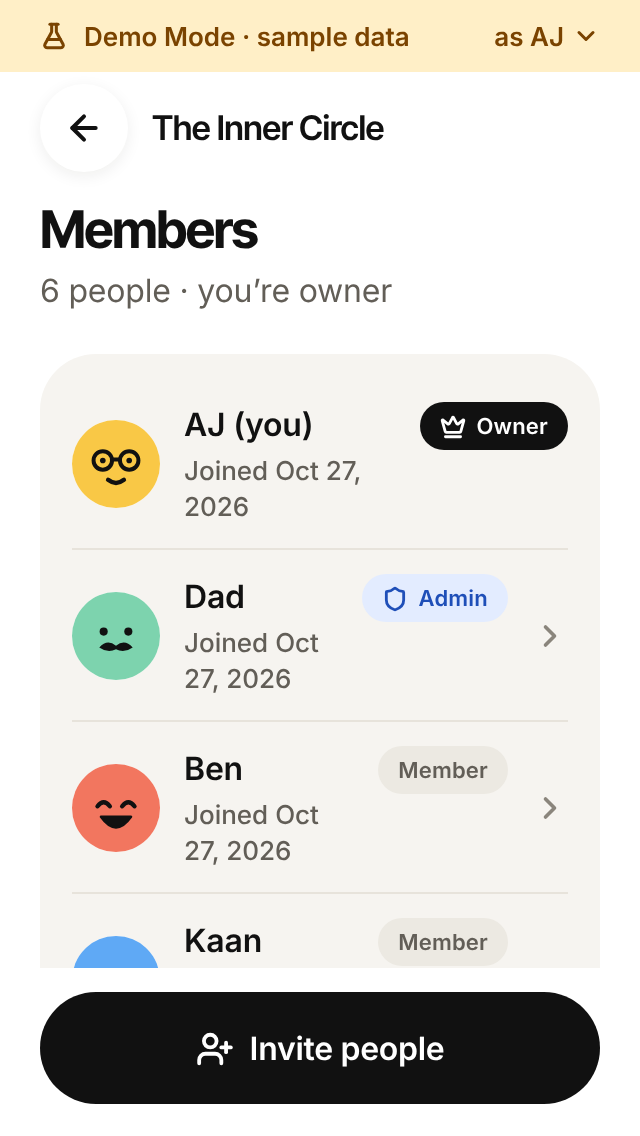 Demo Mode · sample data
as AJ
The Inner Circle
Members
6 people · you’re owner
AJ (you)
Owner
Joined Oct 27,
2026
Dad
Admin
Joined Oct
27, 2026
Ben
Member
Joined Oct
27, 2026
Kaan
Member
Invite people